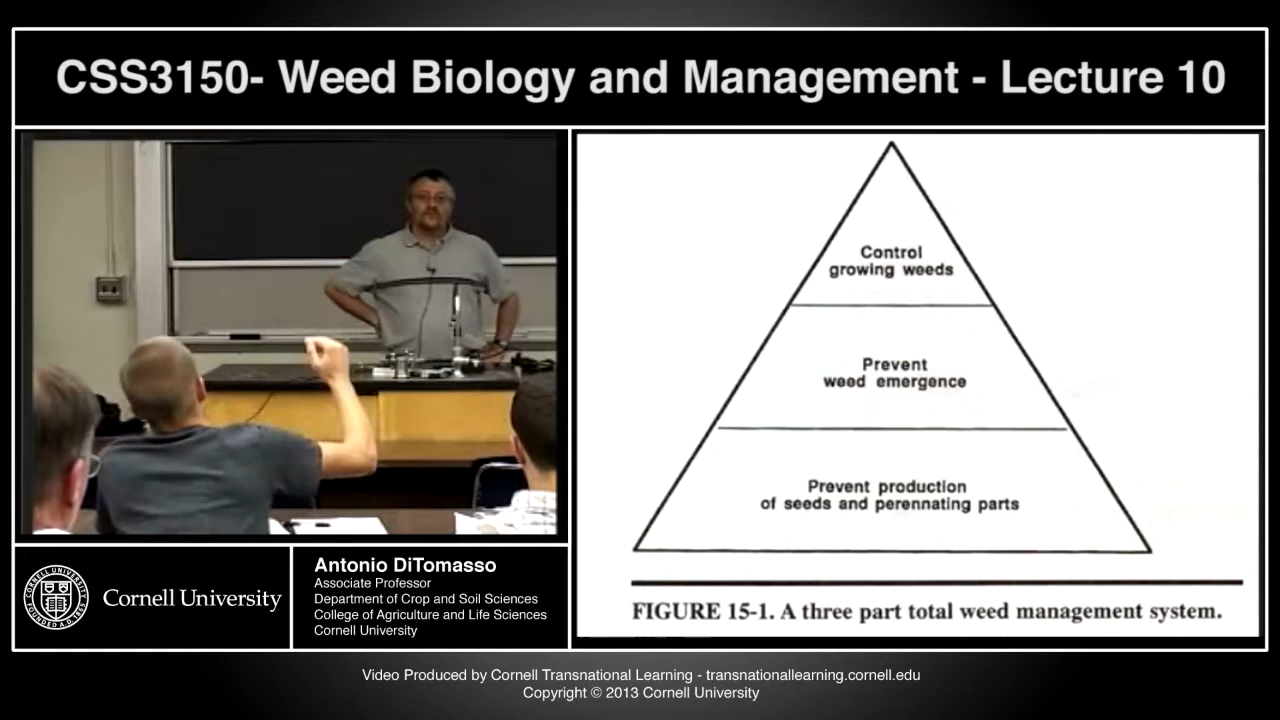 CSS3150- Weed Biology and Management - Lecture 10
Control
growing weeds
Prevent
weed emergence
Prevent production
of seeds and perennating parts
FIGURE 15-1. A three part total weed management system.
Cornell University
Antonio DiTomasso
Associate Professor
Department of Crop and Soil Sciences
College of Agriculture and Life Sciences
Cornell University
Video Produced by Cornell Transnational Learning - transnationallearning.cornell.edu
Copyright © 2013 Cornell University